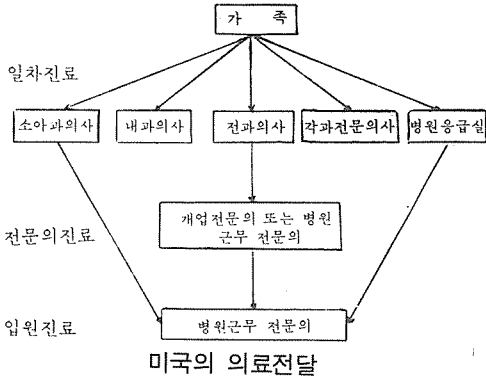 가 족
일차진료
소아과의사 내과의사 전과의사 각과전문의사 병원응급실
개업전문의 또는 병원
근무 전문의
전문의진료
병원근무 전문의
입원진료
미국의 의료전달